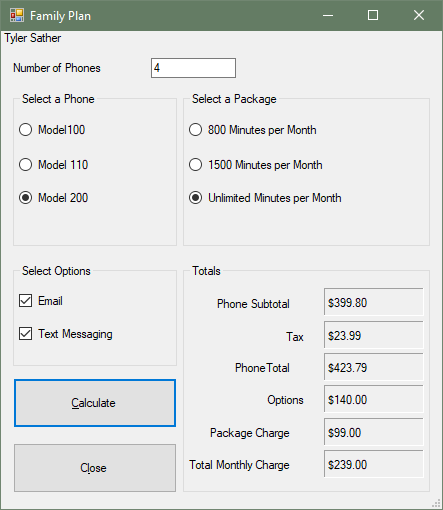 Family Plan
Tyler Sather
Number of Phones 4
Select a Phone
Model100
Model 110
Model 200
Select a Package
800 Minutes per Month
1500 Minutes per Month
Unlimited Minutes per Month
Select Options
Email
Text Messaging
Calculate
Close
Totals
Phone Subtotal $399.80
Tax $23.99
PhoneTotal $423.79
Options $140.00
Package Charge $99.00
Total Monthly Charge $239.00